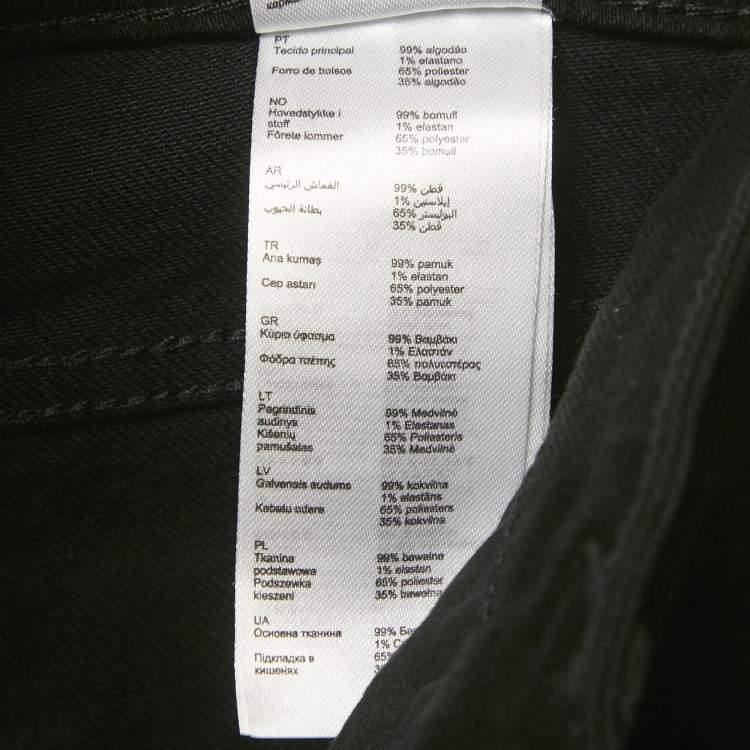 PT
Tecido principal 99% algodão
1% elastano
Forro de bolsos 65% poliester
35% algodão
NO
Hovedstykke i 99% bomull
stoff 1% elastan
Fôrete lommer 65% polyester
35% bomull
AR
القماش الرئيسي 99% قطن
1% إيلاستين
بطانة الجيوب 65% البوليستر
35% قطن
TR
Ana kumaş 99% pamuk
1% elastan
Cep astarı 65% polyester
35% pamuk
GR
Κύριο ύφασμα 99% Βαμβάκι
1% Ελαστάν
Φόδρα τσέπης 65% πολυεστέρας
35% Βαμβάκι
LT
Pagrindinis 99% Medvilnė
audinys 1% Elastanas
Kišenių 65% Poliesteris
pamušalas 35% Medvilnė
LV
Galvenais audums 99% kokvilna
1% elastāns
Kabatu odere 65% poliesters
35% kokvilna
PL
Tkanina 99% bawełna
podstawowa 1% elastan
Podszewka 65% poliester
kieszeni 35% bawełna
UA
Основна тканина 99% Ба
1% С
Підкладка в 65%
кишенях